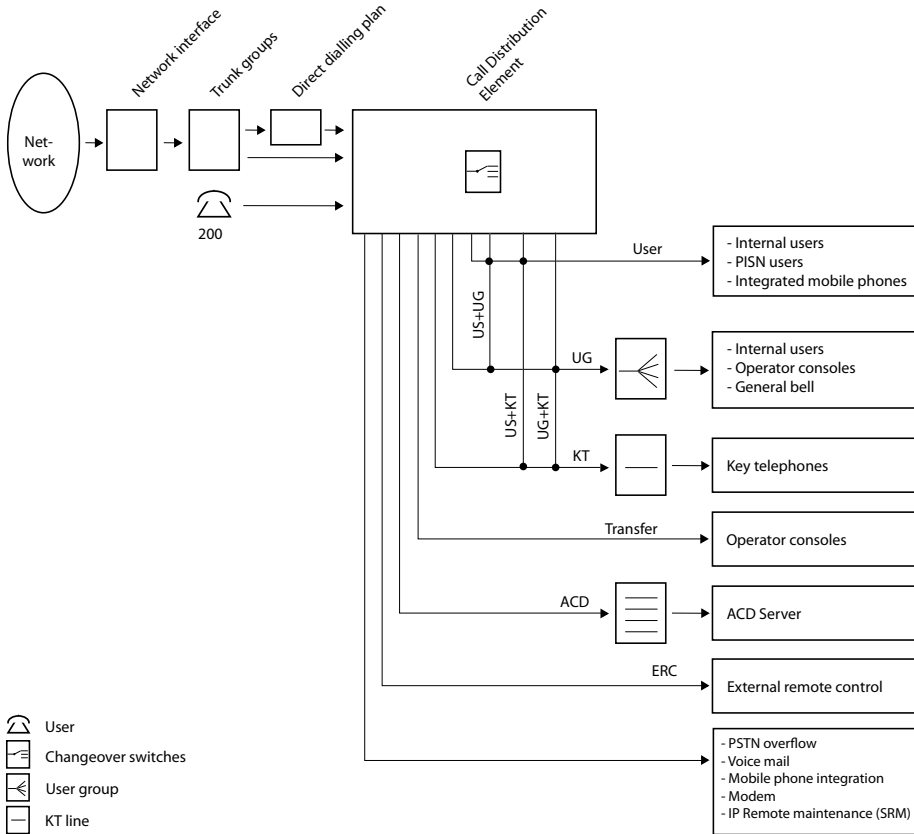 Network interface
Trunk groups
Direct dialling plan
Call Distribution
Element
Net-
work
200
User
- Internal users
- PISN users
- Integrated mobile phones
US+UG
UG
- Internal users
- Operator consoles
- General bell
US+KT
UG+KT
KT
Key telephones
Transfer
Operator consoles
ACD
ACD Server
ERC
External remote control
- PSTN overflow
- Voice mail
- Mobile phone integration
- Modem
- IP Remote maintenance (SRM)
User
Changeover switches
User group
KT line